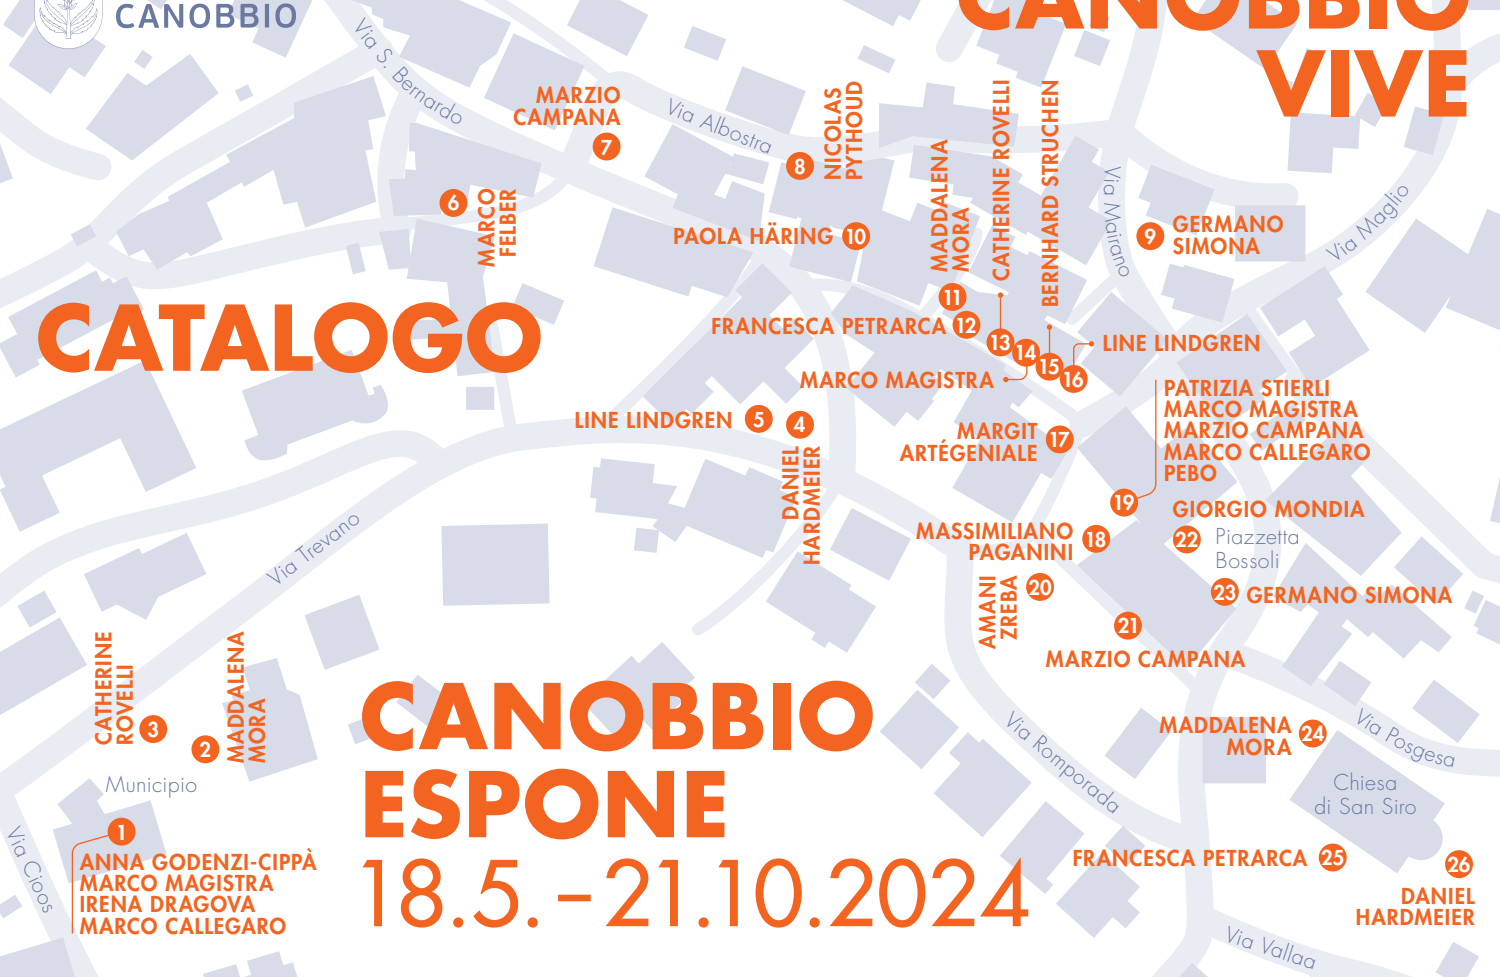 CANOBBIO
CANOBBIO
VIVE
Via S. Bernardo
MARZIO
CAMPANA
7
Via Albostra
8
NICOLAS
PYTHOUD
6
MARCO
FELBER
PAOLA HÄRING 10
MADDALENA
MORA
11
CATHERINE ROVELLI
BERNHARD STRUCHEN
Via Mairano
9
GERMANO
SIMONA
Via Maglio
CATALOGO
FRANCESCA PETRARCA 12
13
14
15
16
LINE LINDGREN
MARCO MAGISTRA
LINE LINDGREN 5
4
DANIEL
HARDMEIER
MARGIT
ARTÉGENIALE
17
PATRIZIA STIERLI
MARCO MAGISTRA
MARZIO CAMPANA
MARCO CALLEGARO
PEBO
19
GIORGIO MONDIA
22
Piazzetta
Bossoli
MASSIMILIANO
PAGANINI
18
AMANI
ZREBA
20
23 GERMANO SIMONA
21
MARZIO CAMPANA
Via Trevano
CATHERINE
ROVELLI
3
2
MADDALENA
MORA
Municipio
1
ANNA GODENZI-CIPPÀ
MARCO MAGISTRA
IRENA DRAGOVA
MARCO CALLEGARO
Via Cioos
CANOBBIO
ESPONE
18.5. – 21.10.2024
Via Romporada
MADDALENA
MORA
24
Via Posgesa
Chiesa
di San Siro
FRANCESCA PETRARCA 25
26
DANIEL
HARDMEIER
Via Vallaa